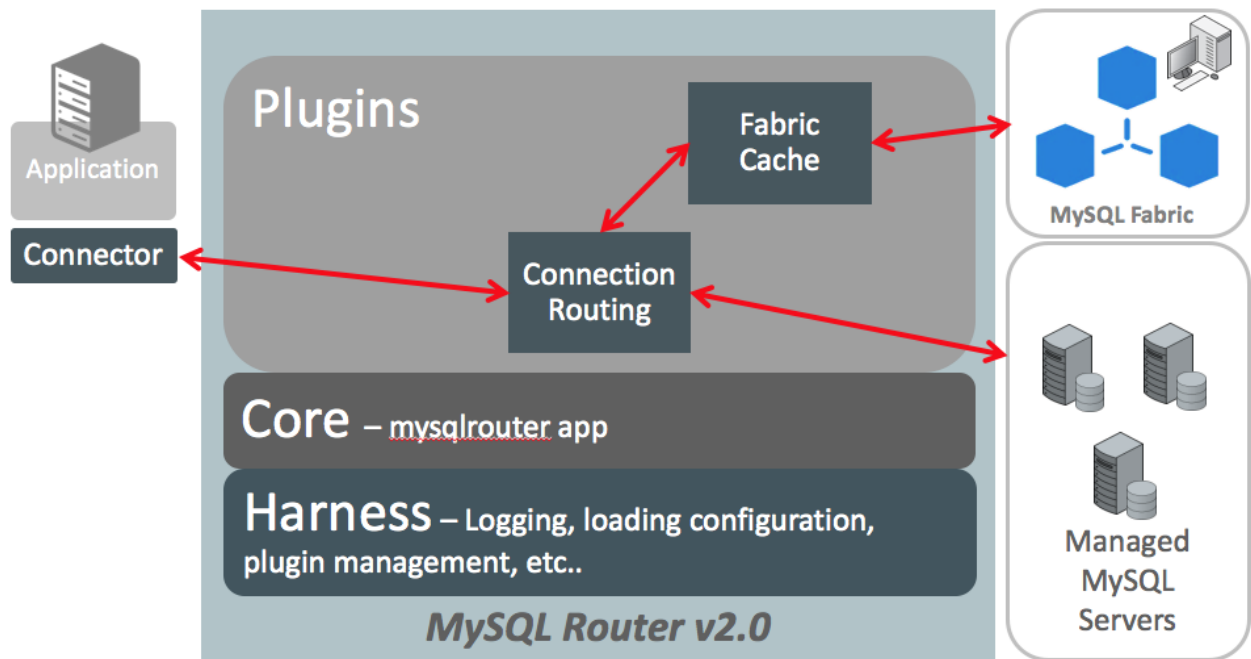 Application
Connector
Plugins
Fabric
Cache
Connection
Routing
Core – mysqlrouter app
Harness – Logging, loading configuration,
plugin management, etc..
MySQL Router v2.0
MySQL Fabric
Managed
MySQL
Servers